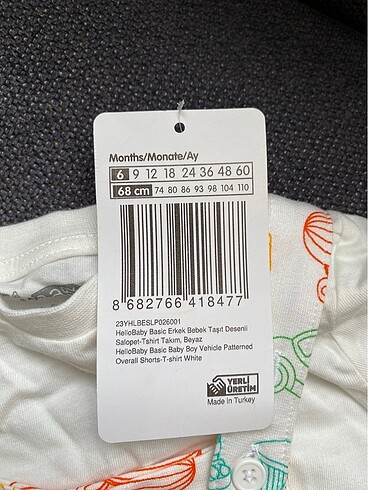 Months/Monate/Ay
6 9 12 18 24 36 48 60
68 cm 74 80 86 93 98 104 110
8 682766 418477
23YHLBESLP026001
HelloBaby Basic Erkek Bebek Taşıt Desenli
Salopet-Tshirt Takım, Beyaz
HelloBaby Basic Baby Boy Vehicle Patterned
Overall Shorts-T-shirt White
YERLİ
ÜRETİM
Made in Turkey